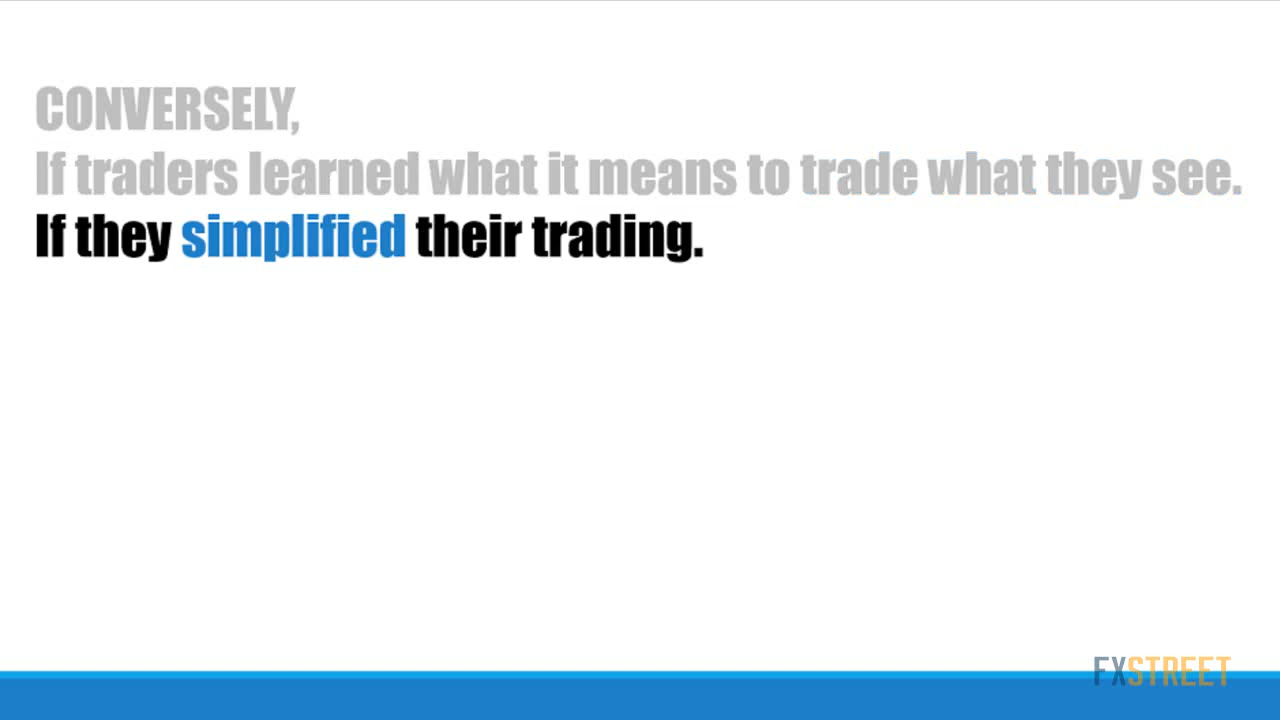 CONVERSELY,
If traders learned what it means to trade what they see.
If they simplified their trading.
FXSTREET